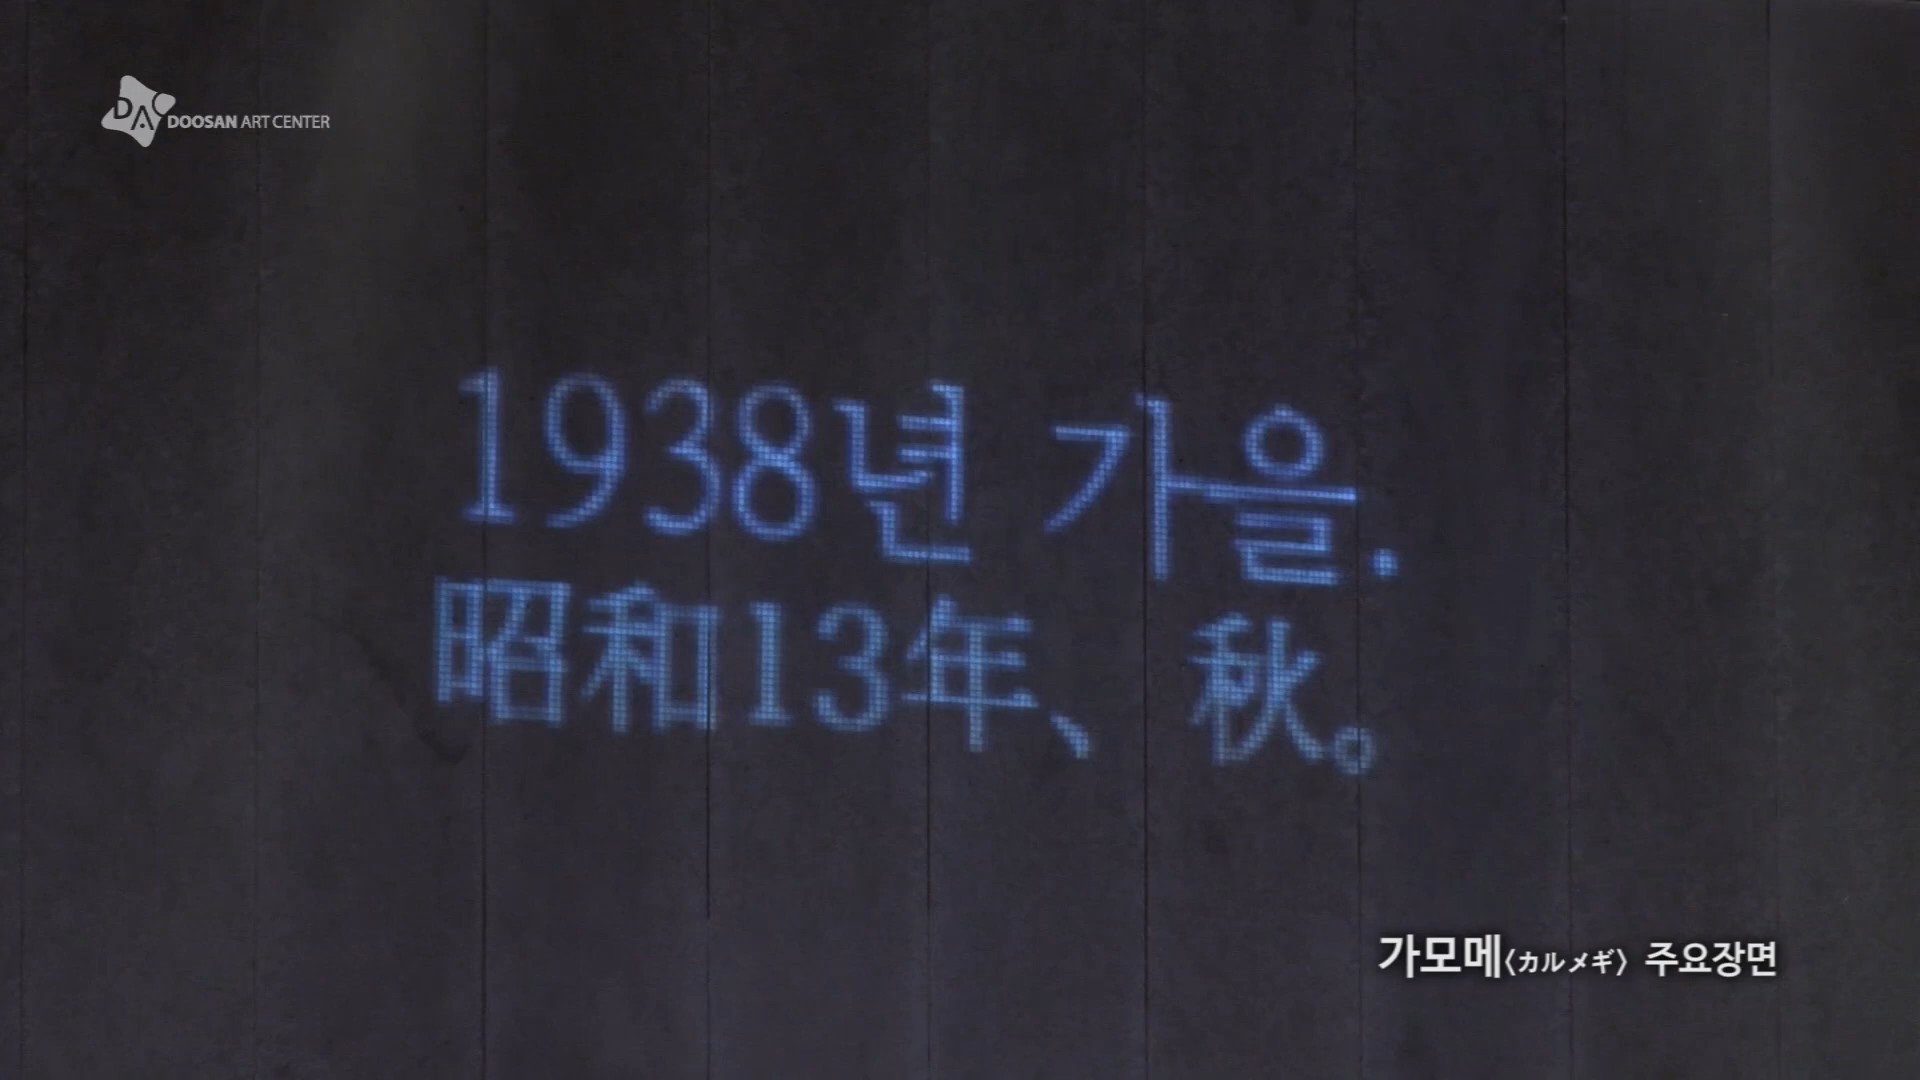 DAC DOOSAN ART CENTER
1938년 가을.
昭和13年、秋。
가모메〈カルメギ〉 주요장면